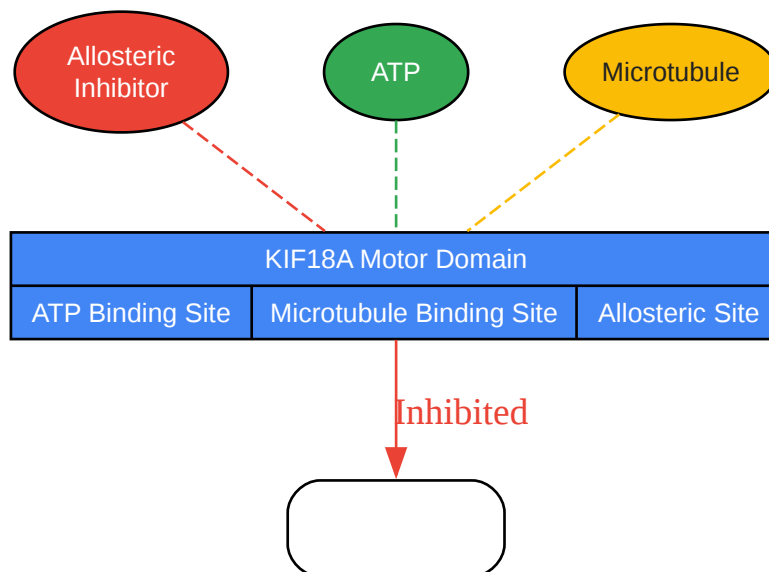 Allosteric
Inhibitor
ATP
Microtubule
KIF18A Motor Domain
ATP Binding Site
Microtubule Binding Site
Allosteric Site
Inhibited